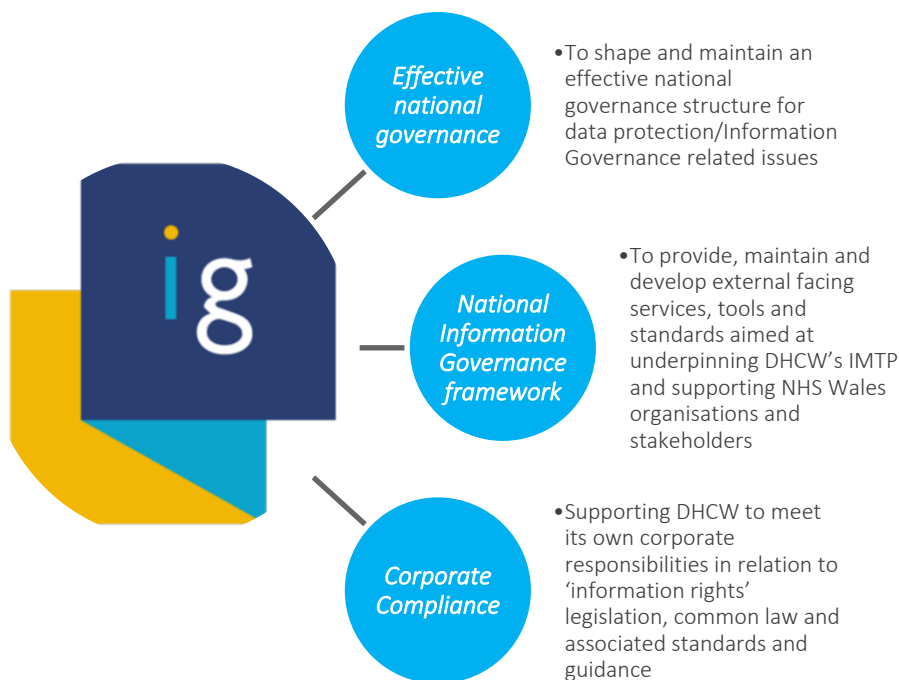 ig
Effective
national
governance
•To shape and maintain an
effective national
governance structure for
data protection/Information
Governance related issues
National
Information
Governance
framework
•To provide, maintain and
develop external facing
services, tools and
standards aimed at
underpinning DHCW’s IMTP
and supporting NHS Wales
organisations and
stakeholders
Corporate
Compliance
•Supporting DHCW to meet
its own corporate
responsibilities in relation to
‘information rights’
legislation, common law and
associated standards and
guidance